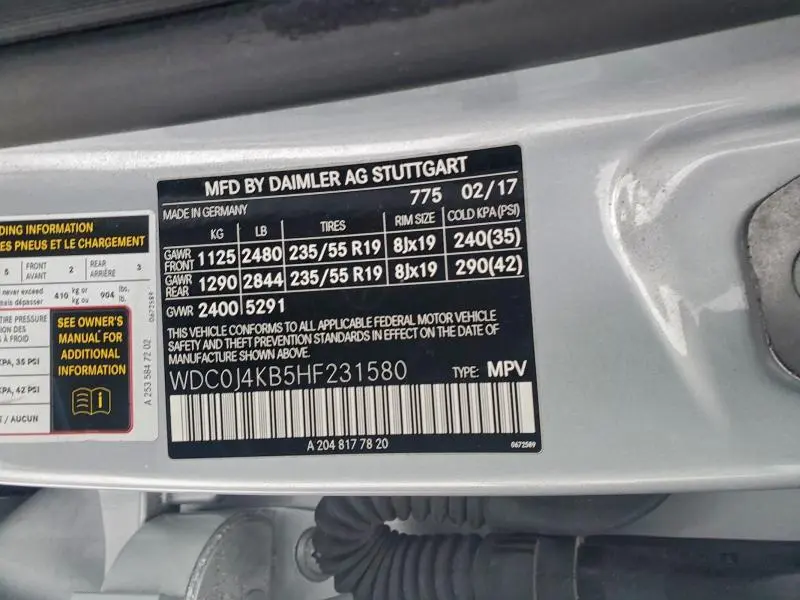 MFD BY DAIMLER AG STUTTGART
775 02/17
MADE IN GERMANY
KG LB TIRES RIM SIZE COLD KPA (PSI)
GAWR FRONT 1125 2480 235/55 R19 8Jx19 240(35)
GAWR REAR 1290 2844 235/55 R19 8Jx19 290(42)
GVWR 2400 5291
THIS VEHICLE CONFORMS TO ALL APPLICABLE FEDERAL MOTOR VEHICLE
SAFETY AND THEFT PREVENTION STANDARDS IN EFFECT ON THE DATE OF
MANUFACTURE SHOWN ABOVE.
WDC0J4KB5HF231580 TYPE: MPV
A 204 817 78 20
0672589
DING INFORMATION
ES PNEUS ET LE CHARGEMENT
5 FRONT AVANT 2 REAR ARRIÈRE 3
never exceed
ais dépasser 410 kg or kg ou 904 lbs. lb.
TIRE PRESSURE
À FROID
KPA, 35 PSI
KPA, 42 PSI
T / AUCUN
SEE OWNER'S
MANUAL FOR
ADDITIONAL
INFORMATION
A 253 584 72 02
0672589